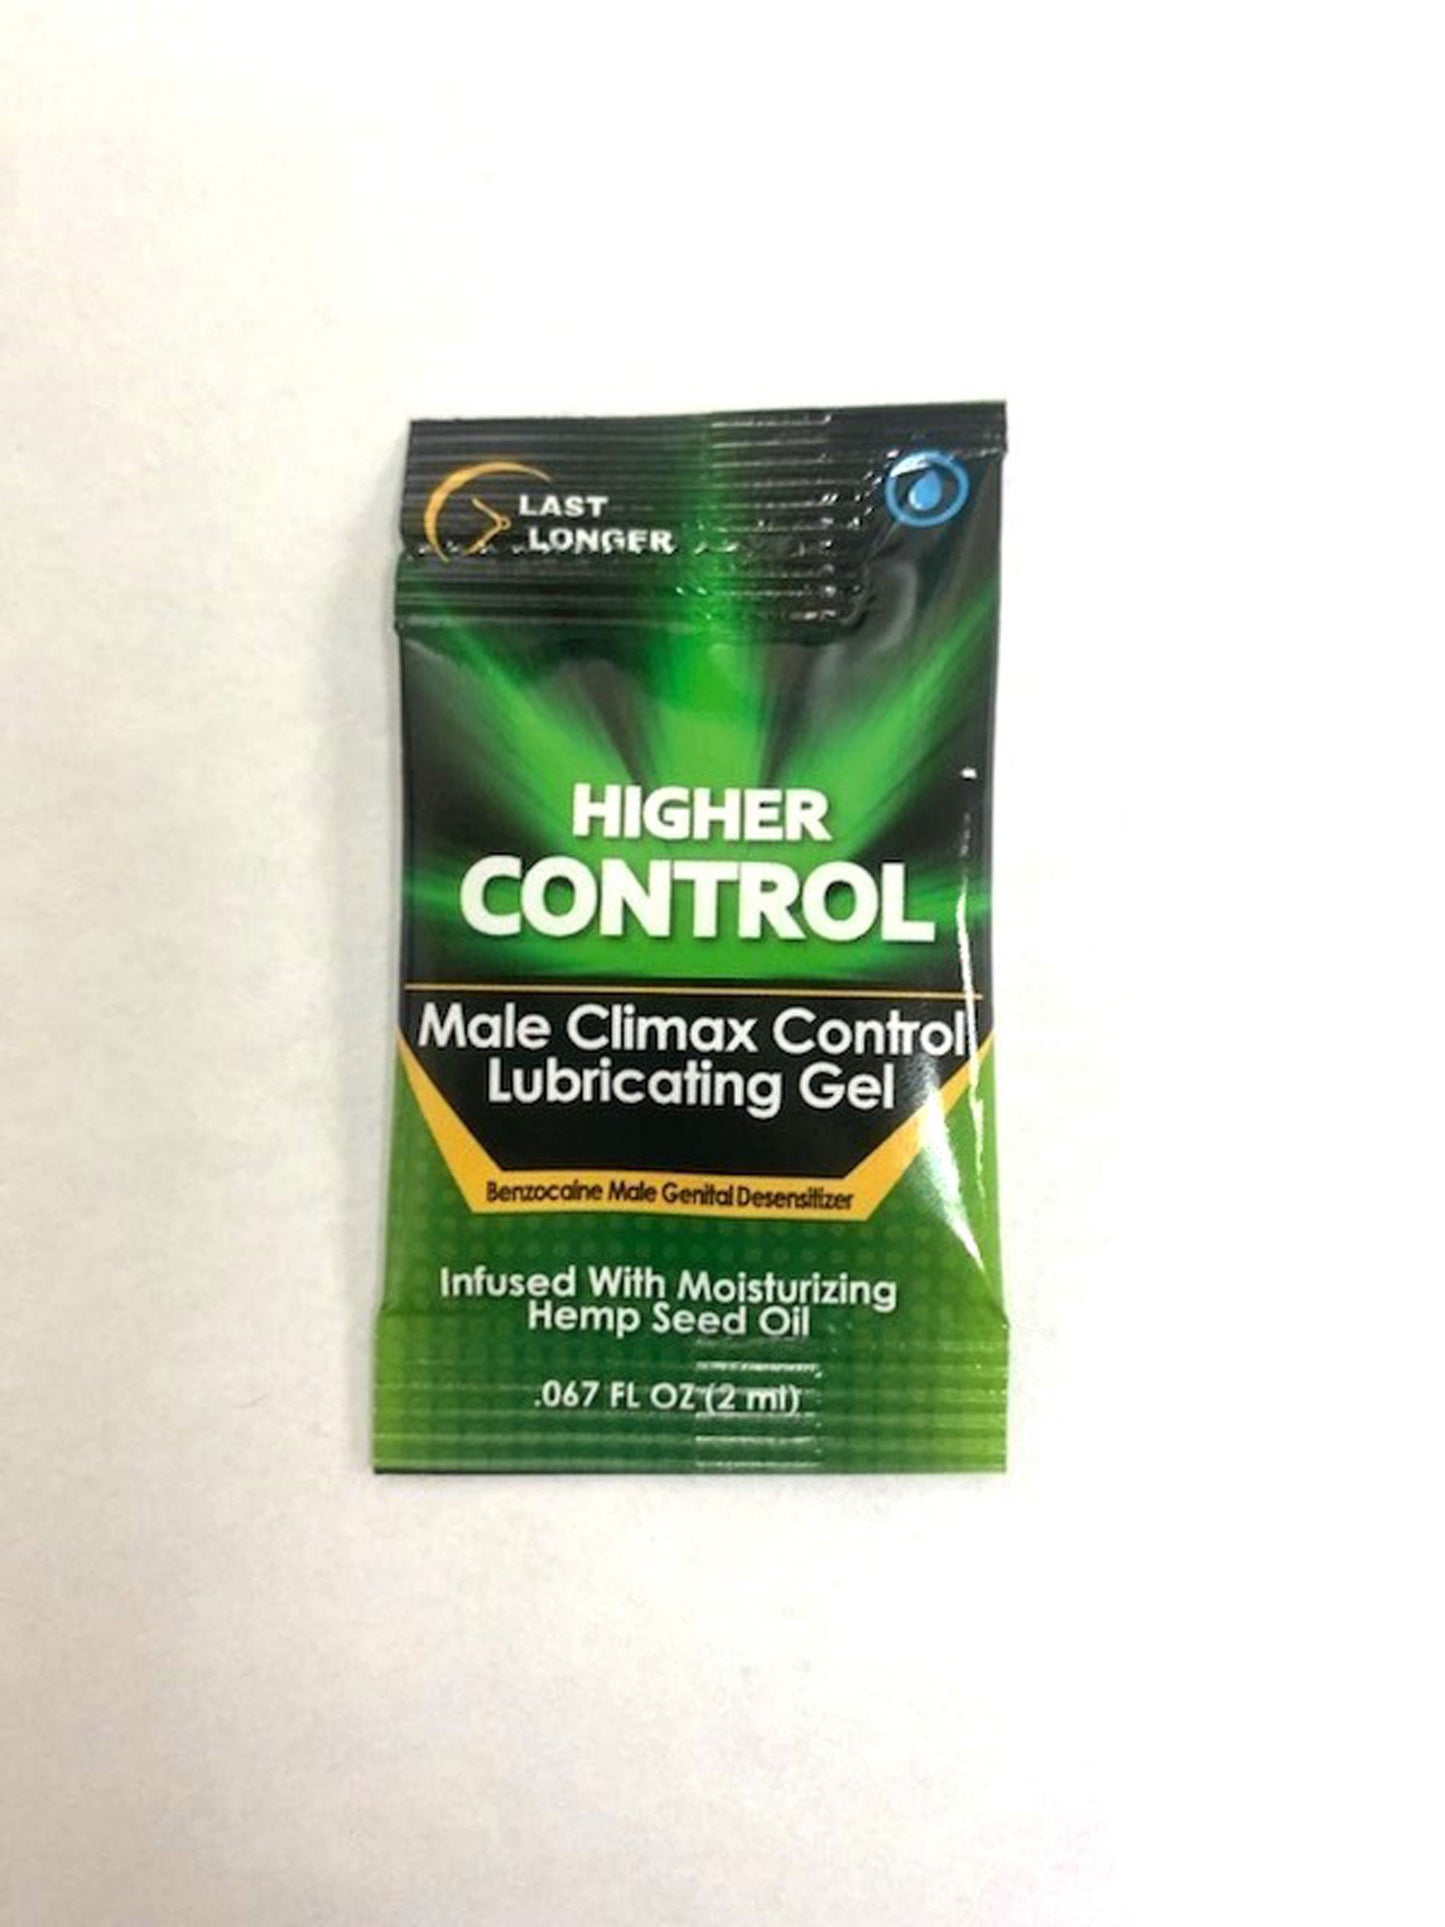 LAST
LONGER
HIGHER
CONTROL
Male Climax Control
Lubricating Gel
Benzocaine Male Genital Desensitizer
Infused With Moisturizing
Hemp Seed Oil
.067 FL OZ (2 ml)